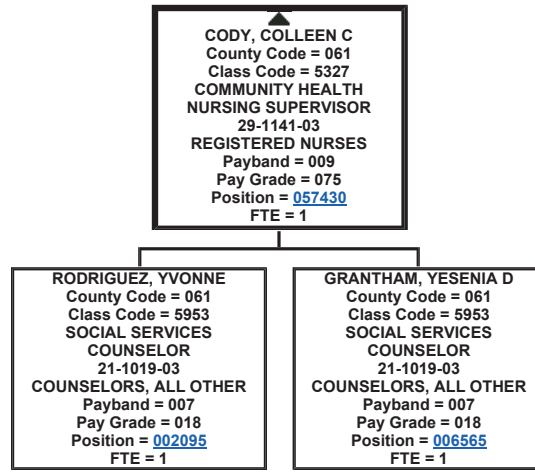 CODY, COLLEEN C
County Code = 061
Class Code = 5327
COMMUNITY HEALTH
NURSING SUPERVISOR
29-1141-03
REGISTERED NURSES
Payband = 009
Pay Grade = 075
Position = 057430
FTE = 1
RODRIGUEZ, YVONNE
County Code = 061
Class Code = 5953
SOCIAL SERVICES
COUNSELOR
21-1019-03
COUNSELORS, ALL OTHER
Payband = 007
Pay Grade = 018
Position = 002095
FTE = 1
GRANTHAM, YESENIA D
County Code = 061
Class Code = 5953
SOCIAL SERVICES
COUNSELOR
21-1019-03
COUNSELORS, ALL OTHER
Payband = 007
Pay Grade = 018
Position = 006565
FTE = 1